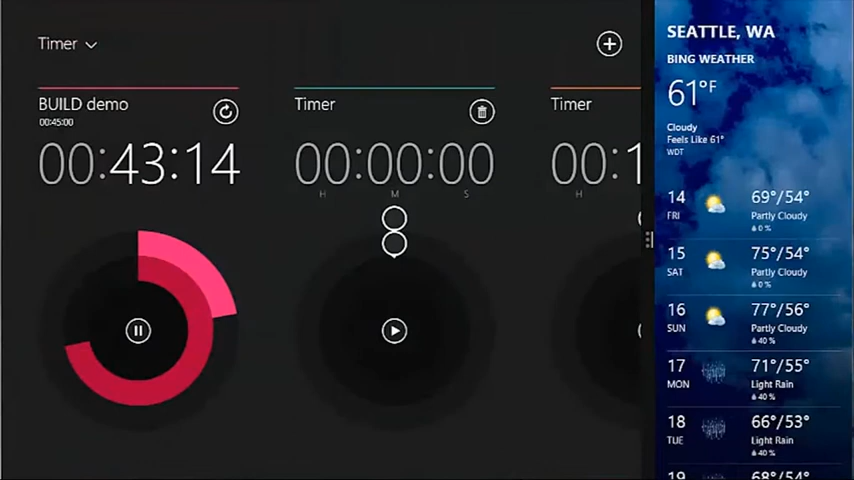 Timer
BUILD demo
00:45:00
00:43:14
Timer
00:00:00
H M S
Timer
00:1
H
SEATTLE, WA
BING WEATHER
61°F
Cloudy
Feels Like 61°
WDT
14
FRI
69°/54°
Partly Cloudy
0 %
15
SAT
75°/54°
Partly Cloudy
0 %
16
SUN
77°/56°
Partly Cloudy
40 %
17
MON
71°/55°
Light Rain
40 %
18
TUE
66°/53°
Light Rain
40 %
19
68°/54°